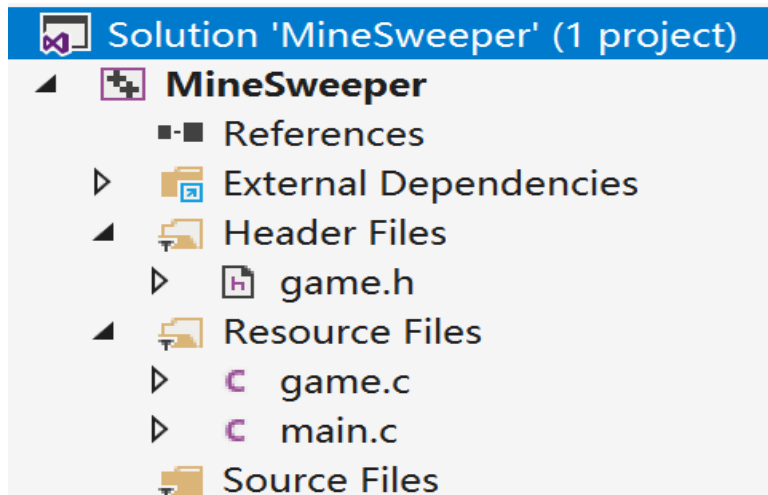 Solution 'MineSweeper' (1 project)
MineSweeper
References
External Dependencies
Header Files
game.h
Resource Files
game.c
main.c
Source Files